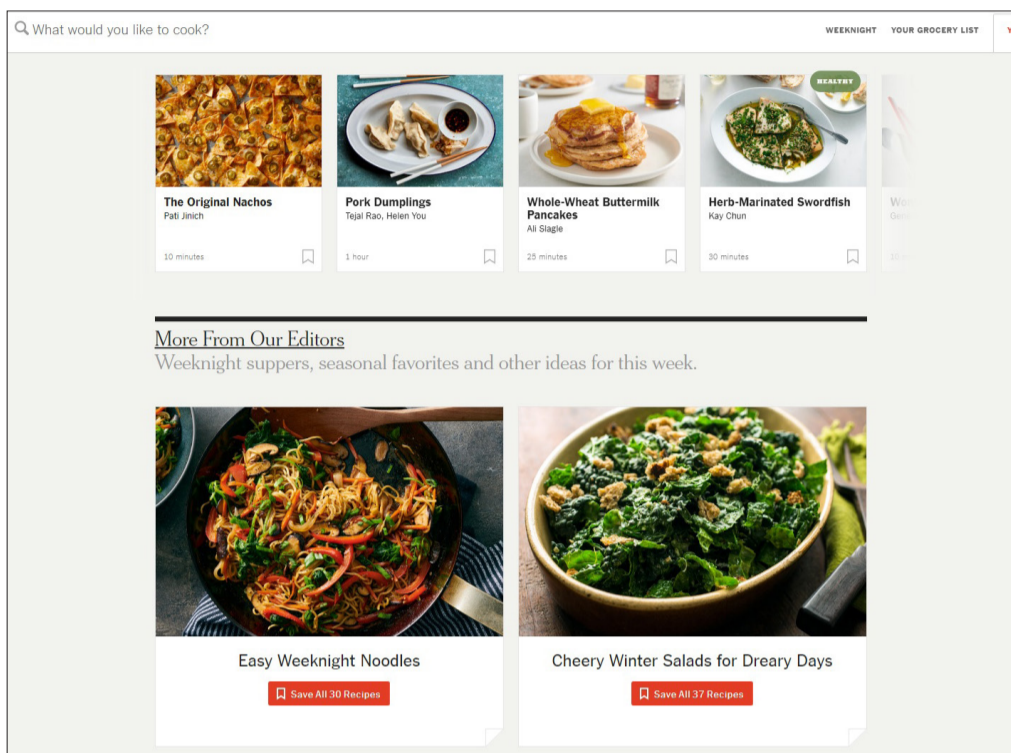 What would you like to cook?
WEEKNIGHT YOUR GROCERY LIST Y
HEALTHY
The Original Nachos
Pati Jinich
10 minutes
Pork Dumplings
Tejal Rao, Helen You
1 hour
Whole-Wheat Buttermilk
Pancakes
Ali Slagle
25 minutes
Herb-Marinated Swordfish
Kay Chun
30 minutes
More From Our Editors
Weeknight suppers, seasonal favorites and other ideas for this week.
Easy Weeknight Noodles
Save All 30 Recipes
Cheery Winter Salads for Dreary Days
Save All 37 Recipes